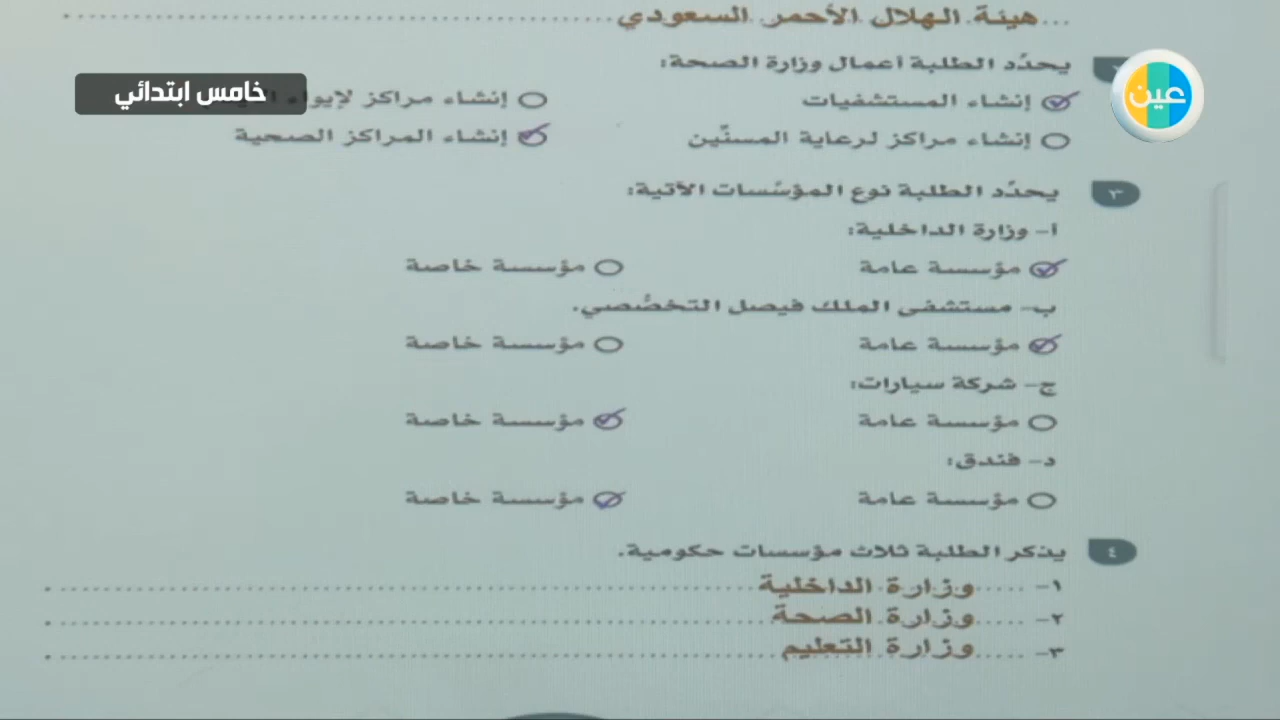 ... هيئة الهلال الأحمر السعودي
يحدّد الطلبة أعمال وزارة الصحة:
عين
خامس ابتدائي
إنشاء المستشفيات إنشاء مراكز لإيواء
إنشاء مراكز لرعاية المسنّين إنشاء المراكز الصحية
٣ يحدّد الطلبة نوع المؤسّسات الآتية:
أ- وزارة الداخلية:
مؤسسة عامة مؤسسة خاصة
ب- مستشفى الملك فيصل التخصُّصي.
مؤسسة عامة مؤسسة خاصة
ج- شركة سيارات:
مؤسسة عامة مؤسسة خاصة
د- فندق:
مؤسسة عامة مؤسسة خاصة
٤ يذكر الطلبة ثلاث مؤسسات حكومية.
١- وزارة الداخلية
٢- وزارة الصحة
٣- وزارة التعليم